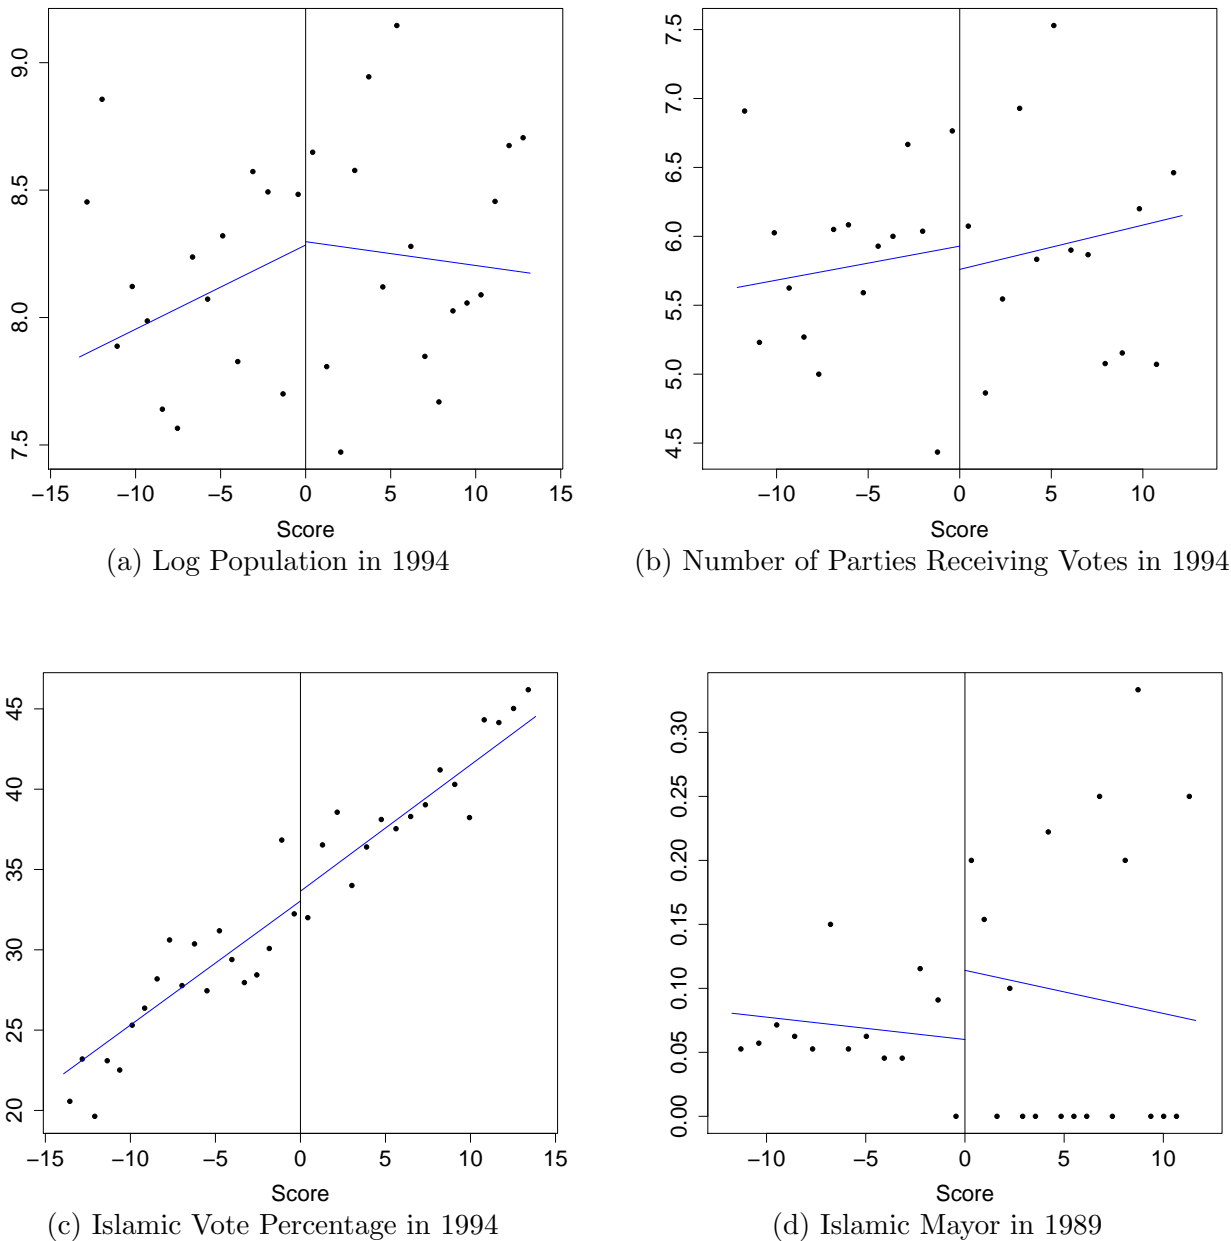 9.0
8.5
8.0
7.5
−15 −10 −5 0 5 10 15
Score
(a) Log Population in 1994
7.5
7.0
6.5
6.0
5.5
5.0
4.5
−10 −5 0 5 10
Score
(b) Number of Parties Receiving Votes in 1994
45
40
35
30
25
20
−15 −10 −5 0 5 10 15
Score
(c) Islamic Vote Percentage in 1994
0.30
0.25
0.20
0.15
0.10
0.05
0.00
−10 −5 0 5 10
Score
(d) Islamic Mayor in 1989